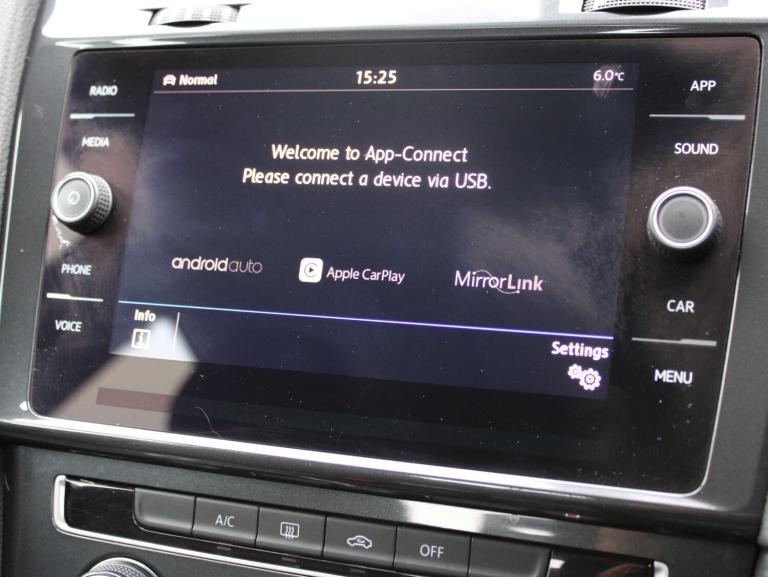 RADIO
MEDIA
PHONE
VOICE
Normal 15:25 6.0°C
Welcome to App-Connect
Please connect a device via USB.
androidauto Apple CarPlay MirrorLink
Info
Settings
APP
SOUND
CAR
MENU
A/C OFF